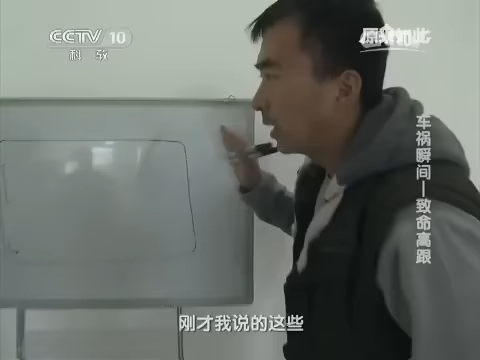 CCTV 10
科教
原来如此
车祸瞬间—致命高跟
刚才我说的这些